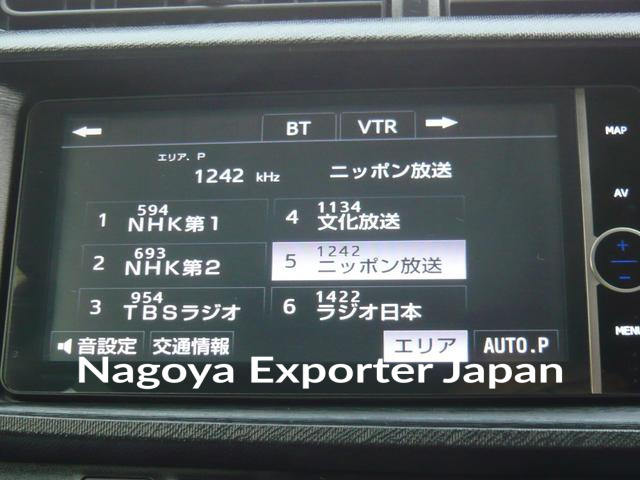 BT VTR
エリア. P
1242 kHz ニッポン放送
594 1134
1 NHK第1 4 文化放送
693 1242
2 NHK第2 5 ニッポン放送
954 1422
3 TBSラジオ 6 ラジオ日本
音設定 交通情報 エリア AUTO.P
MAP
AV
+
−
MENU
Nagoya Exporter Japan